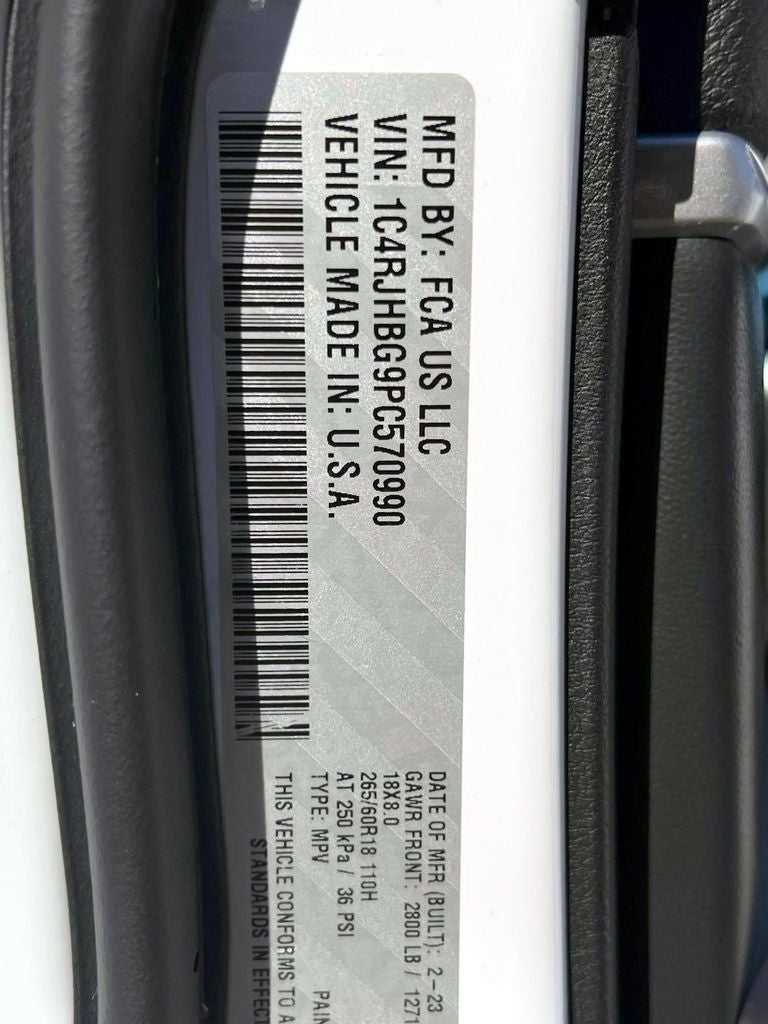 MFD BY: FCA US LLC
VIN: 1C4RJHBG9PC570990
VEHICLE MADE IN: U.S.A.
DATE OF MFR (BUILT): 2-23
GAWR FRONT: 2800 LB / 1271
18X8.0
265/60R18 110H
AT 250 kPa / 36 PSI
TYPE: MPV
THIS VEHICLE CONFORMS TO A
STANDARDS IN EFFECT